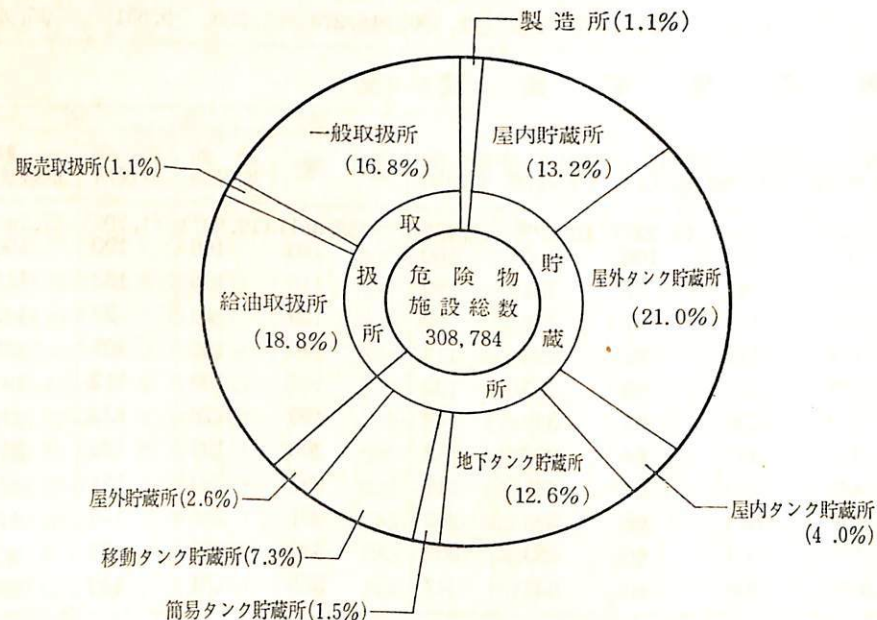 製造所(1.1%)
屋内貯蔵所
(13.2%)
屋外タンク貯蔵所
(21.0%)
屋内タンク貯蔵所
(4.0%)
地下タンク貯蔵所
(12.6%)
簡易タンク貯蔵所(1.5%)
移動タンク貯蔵所(7.3%)
屋外貯蔵所(2.6%)
給油取扱所
(18.8%)
販売取扱所(1.1%)
一般取扱所
(16.8%)
貯蔵所
取扱所
危険物
施設総数
308,784